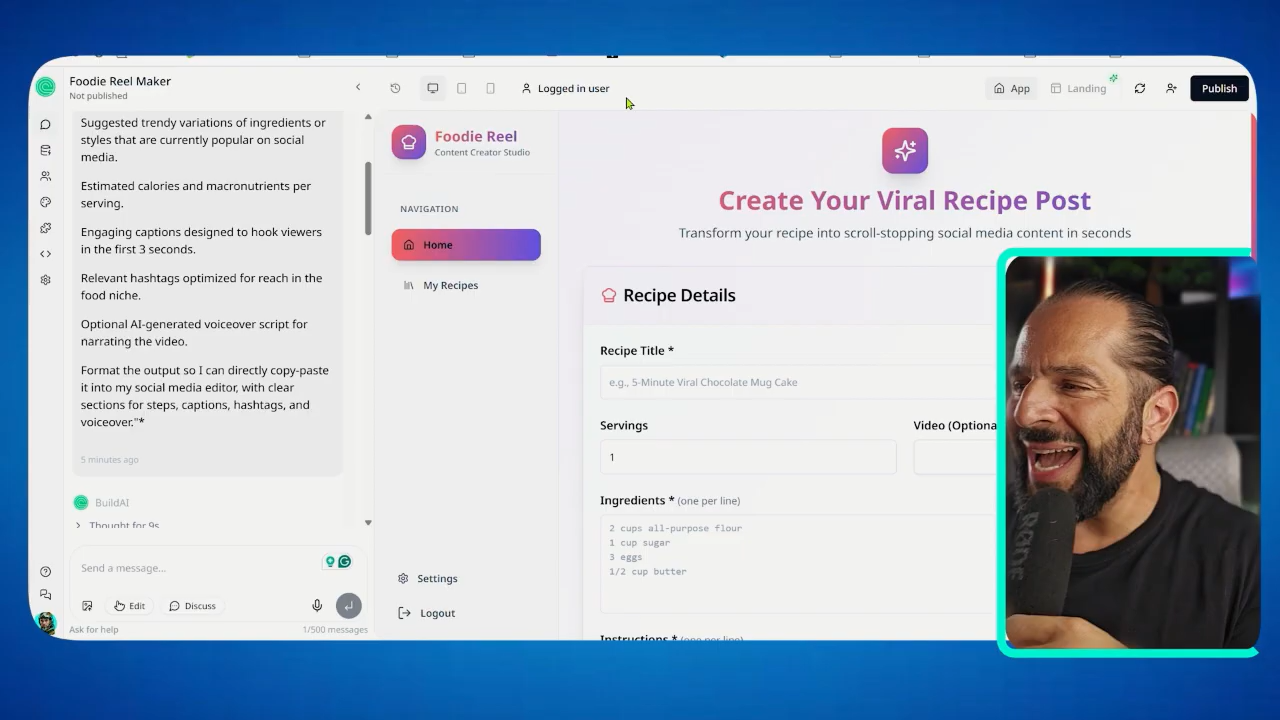 Foodie Reel Maker
Not published
Suggested trendy variations of ingredients or
styles that are currently popular on social
media.
Estimated calories and macronutrients per
serving.
Engaging captions designed to hook viewers
in the first 3 seconds.
Relevant hashtags optimized for reach in the
food niche.
Optional AI-generated voiceover script for
narrating the video.
Format the output so I can directly copy-paste
it into my social media editor, with clear
sections for steps, captions, hashtags, and
voiceover."*
5 minutes ago
BuildAI
Thought for 9s
Send a message...
Edit
Discuss
Ask for help
1/500 messages
Logged in user
App
Landing
Publish
Foodie Reel
Content Creator Studio
NAVIGATION
Home
My Recipes
Settings
Logout
Create Your Viral Recipe Post
Transform your recipe into scroll-stopping social media content in seconds
Recipe Details
Recipe Title *
e.g., 5-Minute Viral Chocolate Mug Cake
Servings
Video (Optiona
1
Ingredients * (one per line)
2 cups all-purpose flour
1 cup sugar
3 eggs
1/2 cup butter
Instructions * (one per line)
RODE